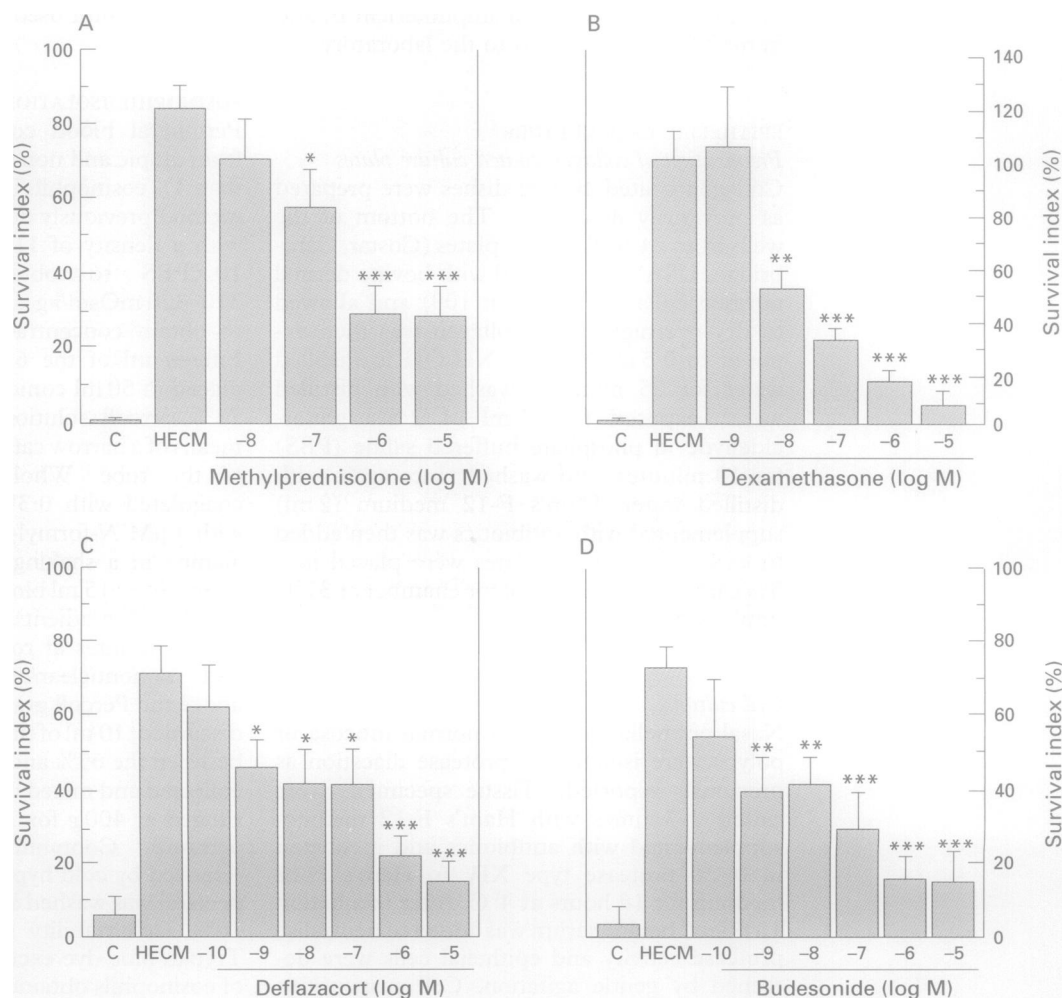 A
Survival index (%)
100
80
60
40
20
0
*
***
***
C HECM −8 −7 −6 −5
Methylprednisolone (log M)
B
Survival index (%)
140
120
100
80
60
40
20
0
**
***
***
***
C HECM −9 −8 −7 −6 −5
Dexamethasone (log M)
C
Survival index (%)
100
80
60
40
20
0
*
*
*
***
***
C HECM −10 −9 −8 −7 −6 −5
Deflazacort (log M)
D
Survival index (%)
100
80
60
40
20
0
**
**
***
***
***
C HECM −10 −9 −8 −7 −6 −5
Budesonide (log M)